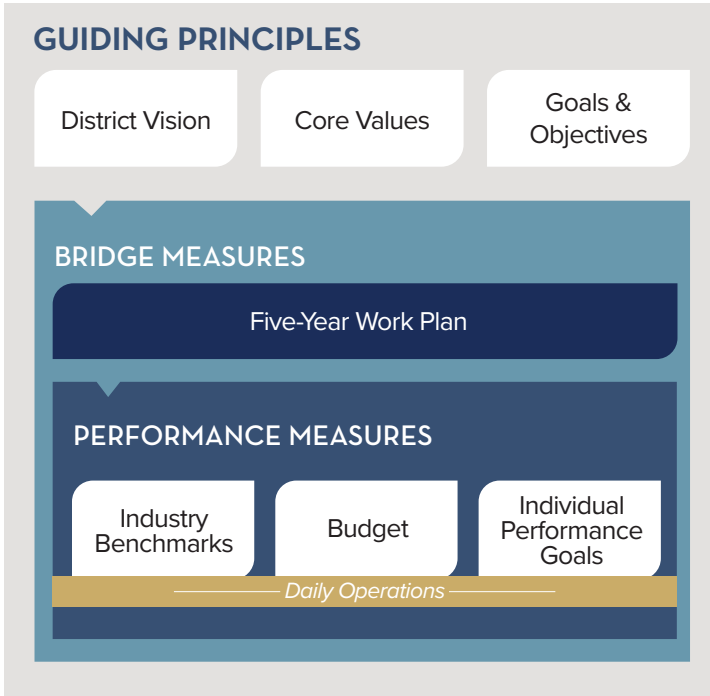 GUIDING PRINCIPLES
District Vision
Core Values
Goals &
Objectives
BRIDGE MEASURES
Five-Year Work Plan
PERFORMANCE MEASURES
Industry
Benchmarks
Budget
Individual
Performance
Goals
Daily Operations